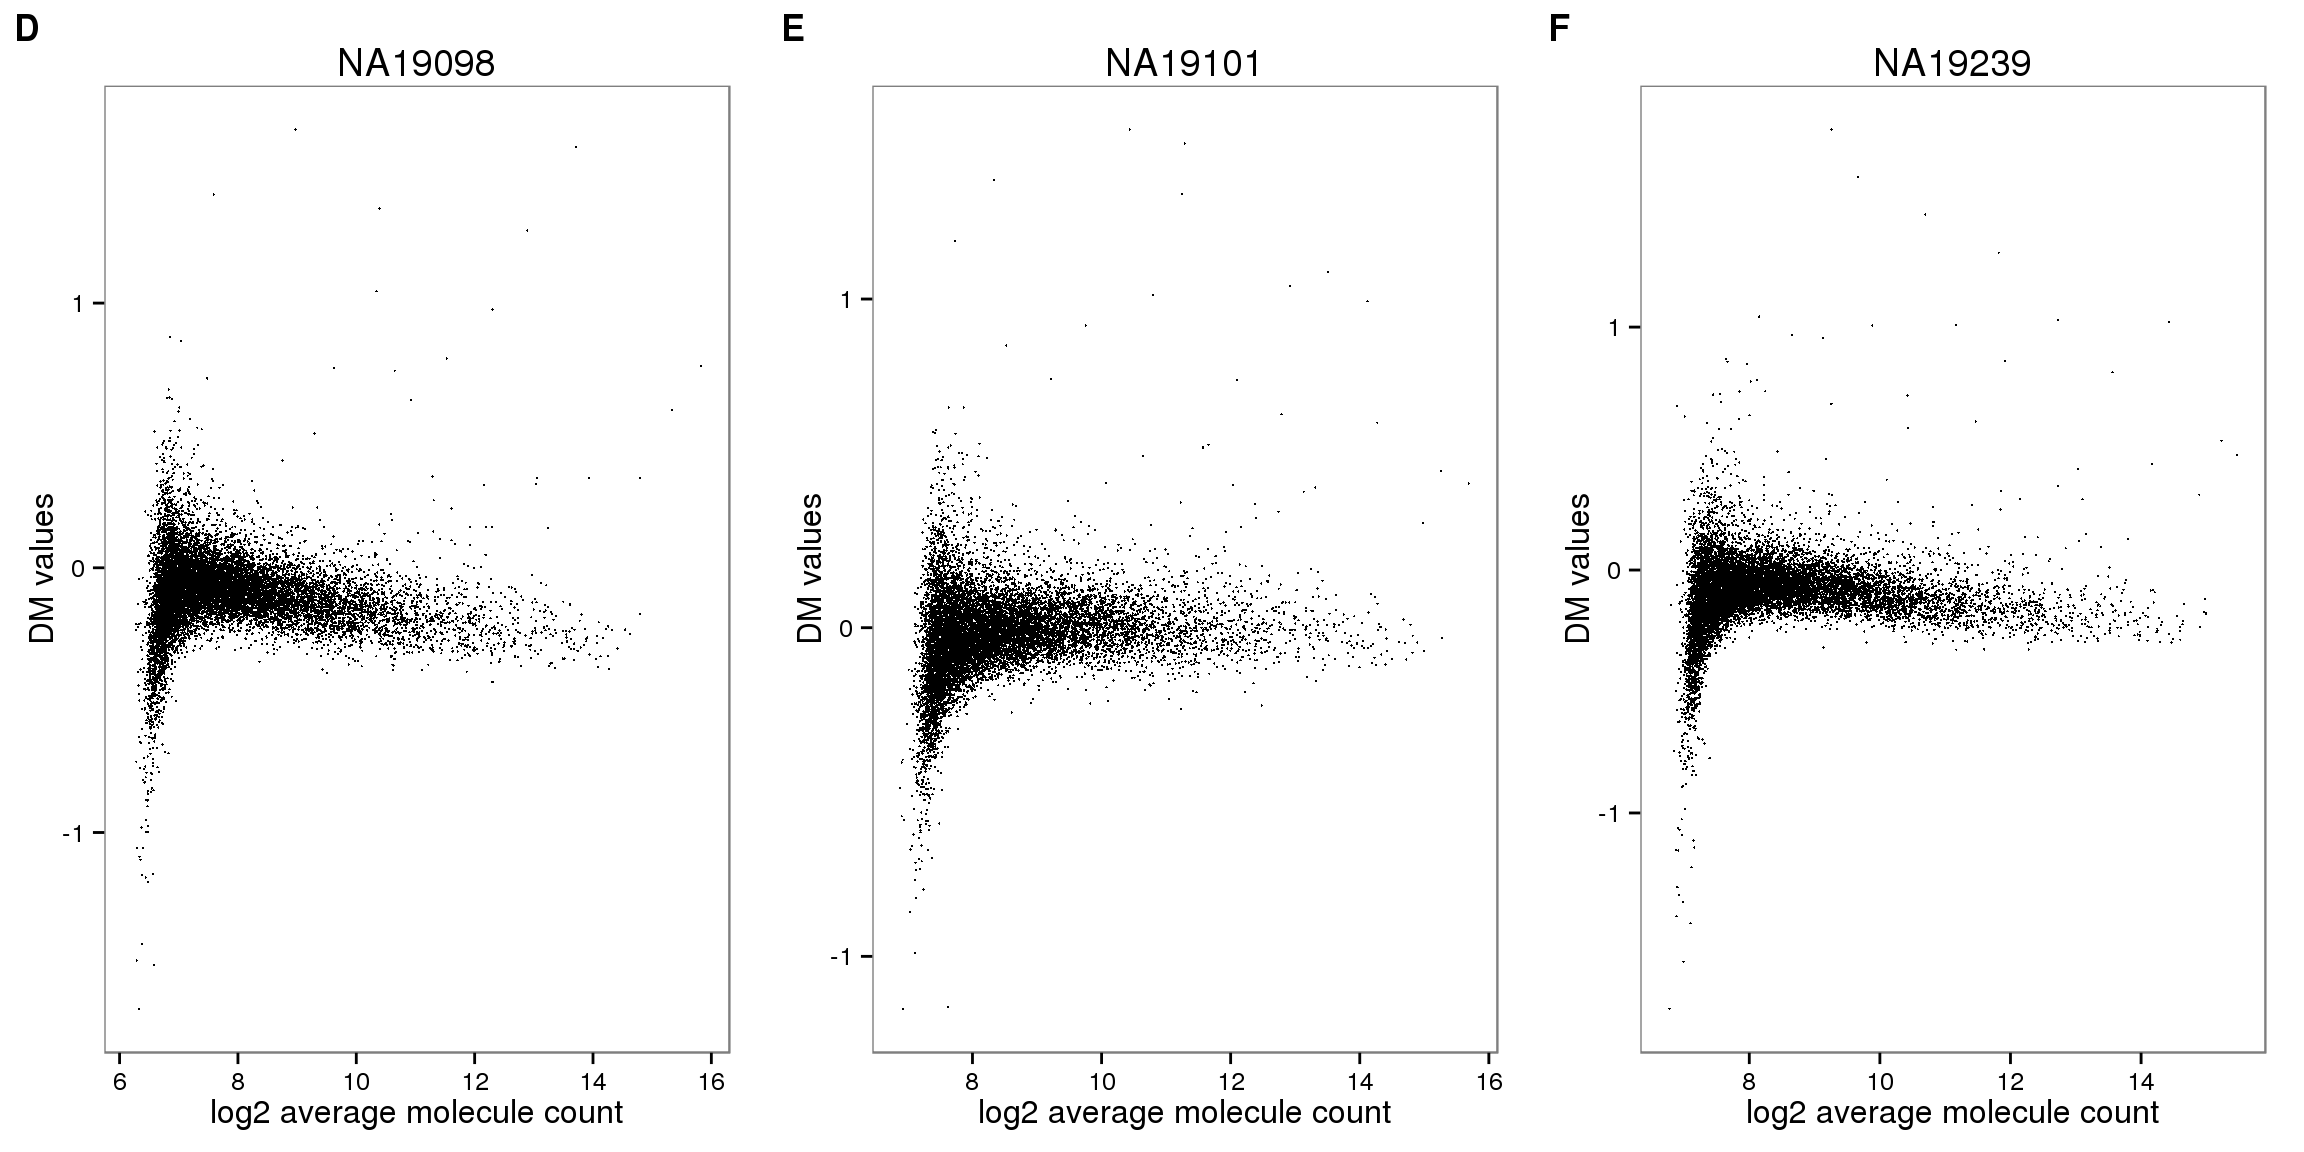 D
NA19098
DM values
1
0
-1
6 8 10 12 14 16
log2 average molecule count
E
NA19101
DM values
1
0
-1
8 10 12 14 16
log2 average molecule count
F
NA19239
DM values
1
0
-1
8 10 12 14
log2 average molecule count